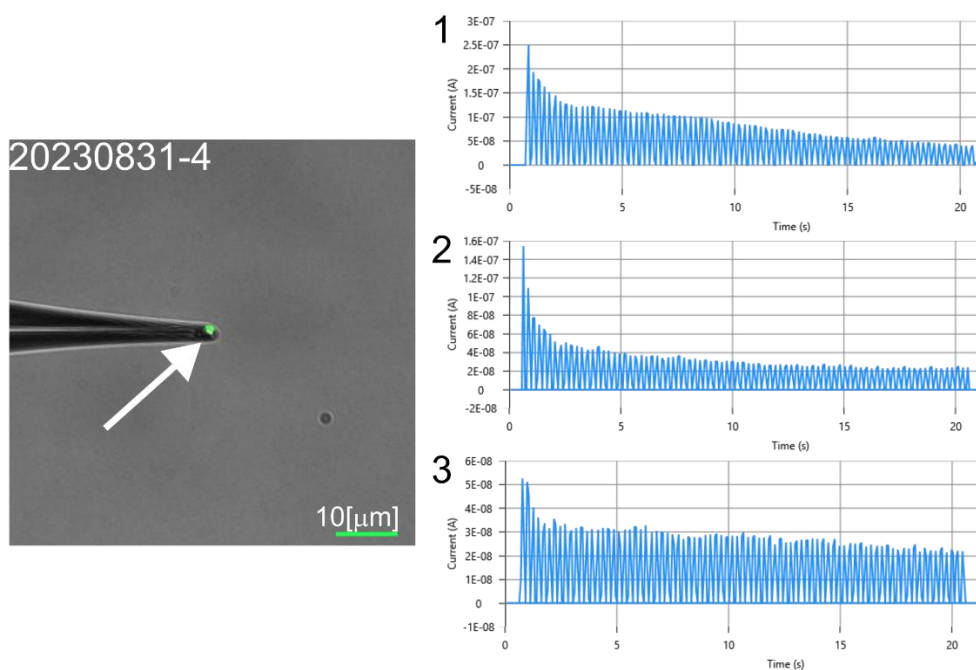 20230831-4
10[μm]
1
3E-07
2.5E-07
2E-07
1.5E-07
1E-07
5E-08
0
-5E-08
Current (A)
0 5 10 15 20
Time (s)
2
1.6E-07
1.4E-07
1.2E-07
1E-07
8E-08
6E-08
4E-08
2E-08
0
-2E-08
Current (A)
0 5 10 15 20
Time (s)
3
6E-08
5E-08
4E-08
3E-08
2E-08
1E-08
0
-1E-08
Current (A)
0 5 10 15 20
Time (s)